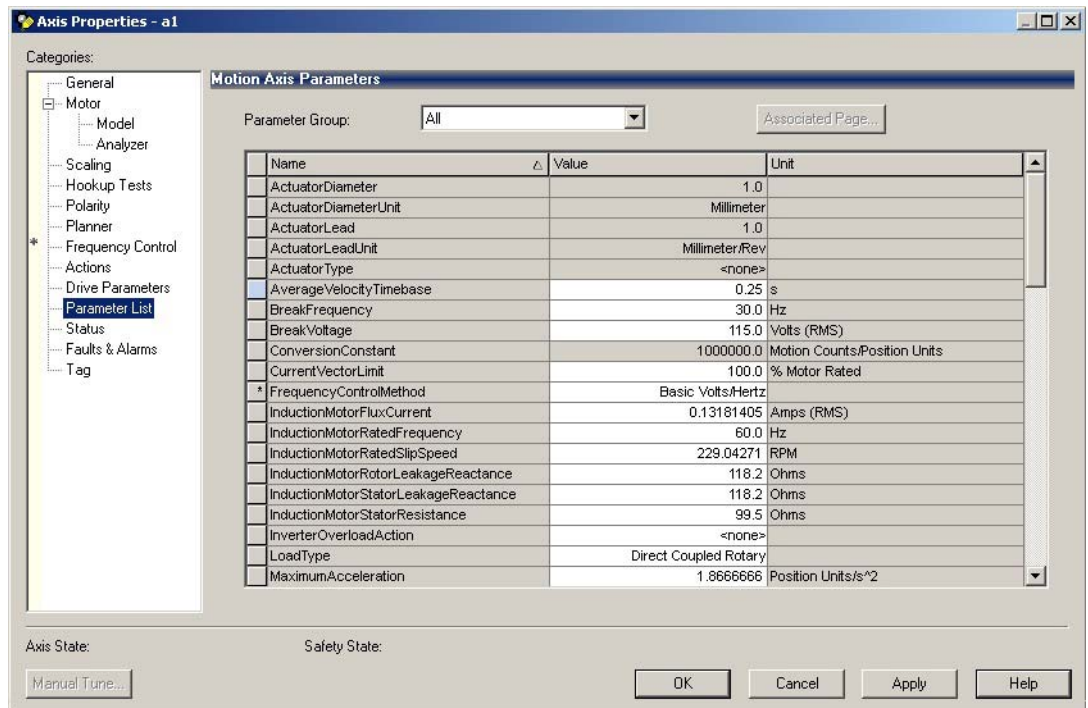 Axis Properties - a1
Categories:
General
Motor
Model
Analyzer
Scaling
Hookup Tests
Polarity
Planner
* Frequency Control
Actions
Drive Parameters
Parameter List
Status
Faults & Alarms
Tag
Motion Axis Parameters
Parameter Group: All Associated Page...
Name Value Unit
ActuatorDiameter 1.0
ActuatorDiameterUnit Millimeter
ActuatorLead 1.0
ActuatorLeadUnit Millimeter/Rev
ActuatorType <none>
AverageVelocityTimebase 0.25 s
BreakFrequency 30.0 Hz
BreakVoltage 115.0 Volts (RMS)
ConversionConstant 1000000.0 Motion Counts/Position Units
CurrentVectorLimit 100.0 % Motor Rated
* FrequencyControlMethod Basic Volts/Hertz
InductionMotorFluxCurrent 0.13181405 Amps (RMS)
InductionMotorRatedFrequency 60.0 Hz
InductionMotorRatedSlipSpeed 229.04271 RPM
InductionMotorRotorLeakageReactance 118.2 Ohms
InductionMotorStatorLeakageReactance 118.2 Ohms
InductionMotorStatorResistance 99.5 Ohms
InverterOverloadAction <none>
LoadType Direct Coupled Rotary
MaximumAcceleration 1.8666666 Position Units/s^2
Axis State: Safety State:
Manual Tune... OK Cancel Apply Help